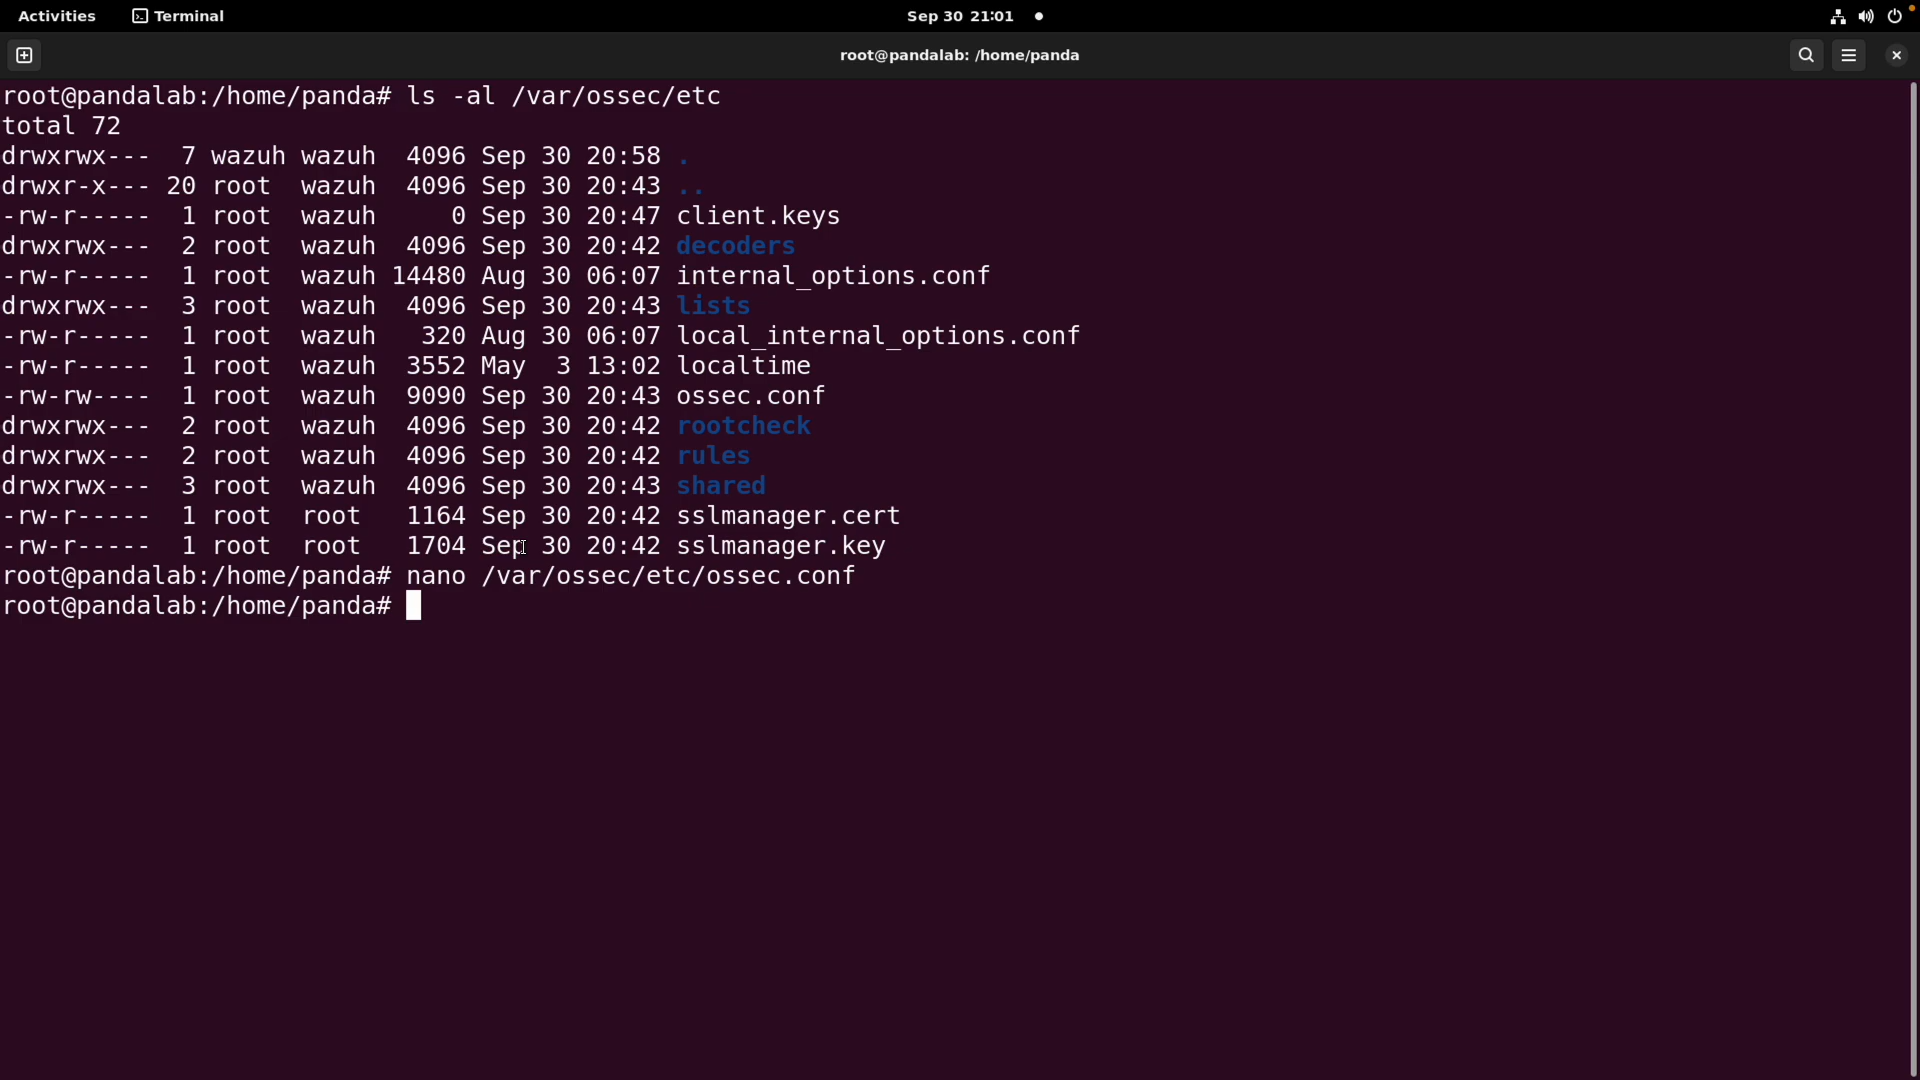 Activities Terminal Sep 30 21:01
root@pandalab: /home/panda
root@pandalab:/home/panda# ls -al /var/ossec/etc
total 72
drwxrwx---  7 wazuh wazuh  4096 Sep 30 20:58 .
drwxr-x--- 20 root  wazuh  4096 Sep 30 20:43 ..
-rw-r-----  1 root  wazuh     0 Sep 30 20:47 client.keys
drwxrwx---  2 root  wazuh  4096 Sep 30 20:42 decoders
-rw-r-----  1 root  wazuh 14480 Aug 30 06:07 internal_options.conf
drwxrwx---  3 root  wazuh  4096 Sep 30 20:43 lists
-rw-r-----  1 root  wazuh   320 Aug 30 06:07 local_internal_options.conf
-rw-r-----  1 root  wazuh  3552 May  3 13:02 localtime
-rw-rw----  1 root  wazuh  9090 Sep 30 20:43 ossec.conf
drwxrwx---  2 root  wazuh  4096 Sep 30 20:42 rootcheck
drwxrwx---  2 root  wazuh  4096 Sep 30 20:42 rules
drwxrwx---  3 root  wazuh  4096 Sep 30 20:43 shared
-rw-r-----  1 root  root   1164 Sep 30 20:42 sslmanager.cert
-rw-r-----  1 root  root   1704 Sep 30 20:42 sslmanager.key
root@pandalab:/home/panda# nano /var/ossec/etc/ossec.conf
root@pandalab:/home/panda#